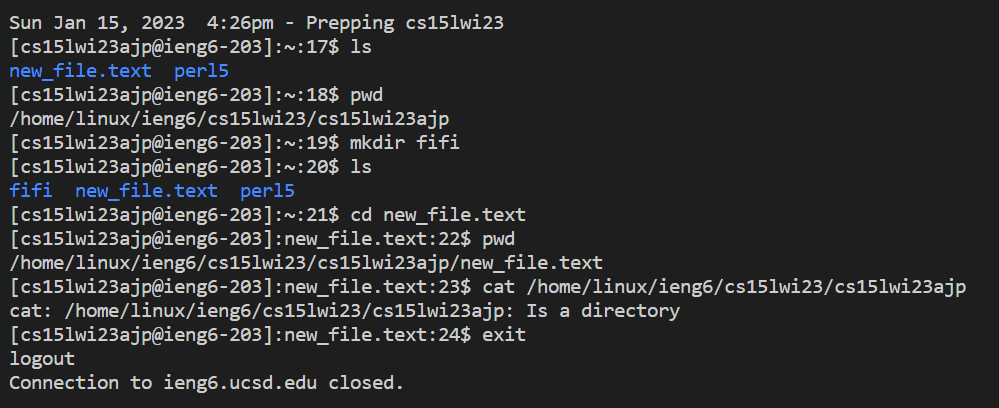 Sun Jan 15, 2023  4:26pm - Prepping cs15lwi23
[cs15lwi23ajp@ieng6-203]:~:17$ ls
new_file.text  perl5
[cs15lwi23ajp@ieng6-203]:~:18$ pwd
/home/linux/ieng6/cs15lwi23/cs15lwi23ajp
[cs15lwi23ajp@ieng6-203]:~:19$ mkdir fifi
[cs15lwi23ajp@ieng6-203]:~:20$ ls
fifi  new_file.text  perl5
[cs15lwi23ajp@ieng6-203]:~:21$ cd new_file.text
[cs15lwi23ajp@ieng6-203]:new_file.text:22$ pwd
/home/linux/ieng6/cs15lwi23/cs15lwi23ajp/new_file.text
[cs15lwi23ajp@ieng6-203]:new_file.text:23$ cat /home/linux/ieng6/cs15lwi23/cs15lwi23ajp
cat: /home/linux/ieng6/cs15lwi23/cs15lwi23ajp: Is a directory
[cs15lwi23ajp@ieng6-203]:new_file.text:24$ exit
logout
Connection to ieng6.ucsd.edu closed.